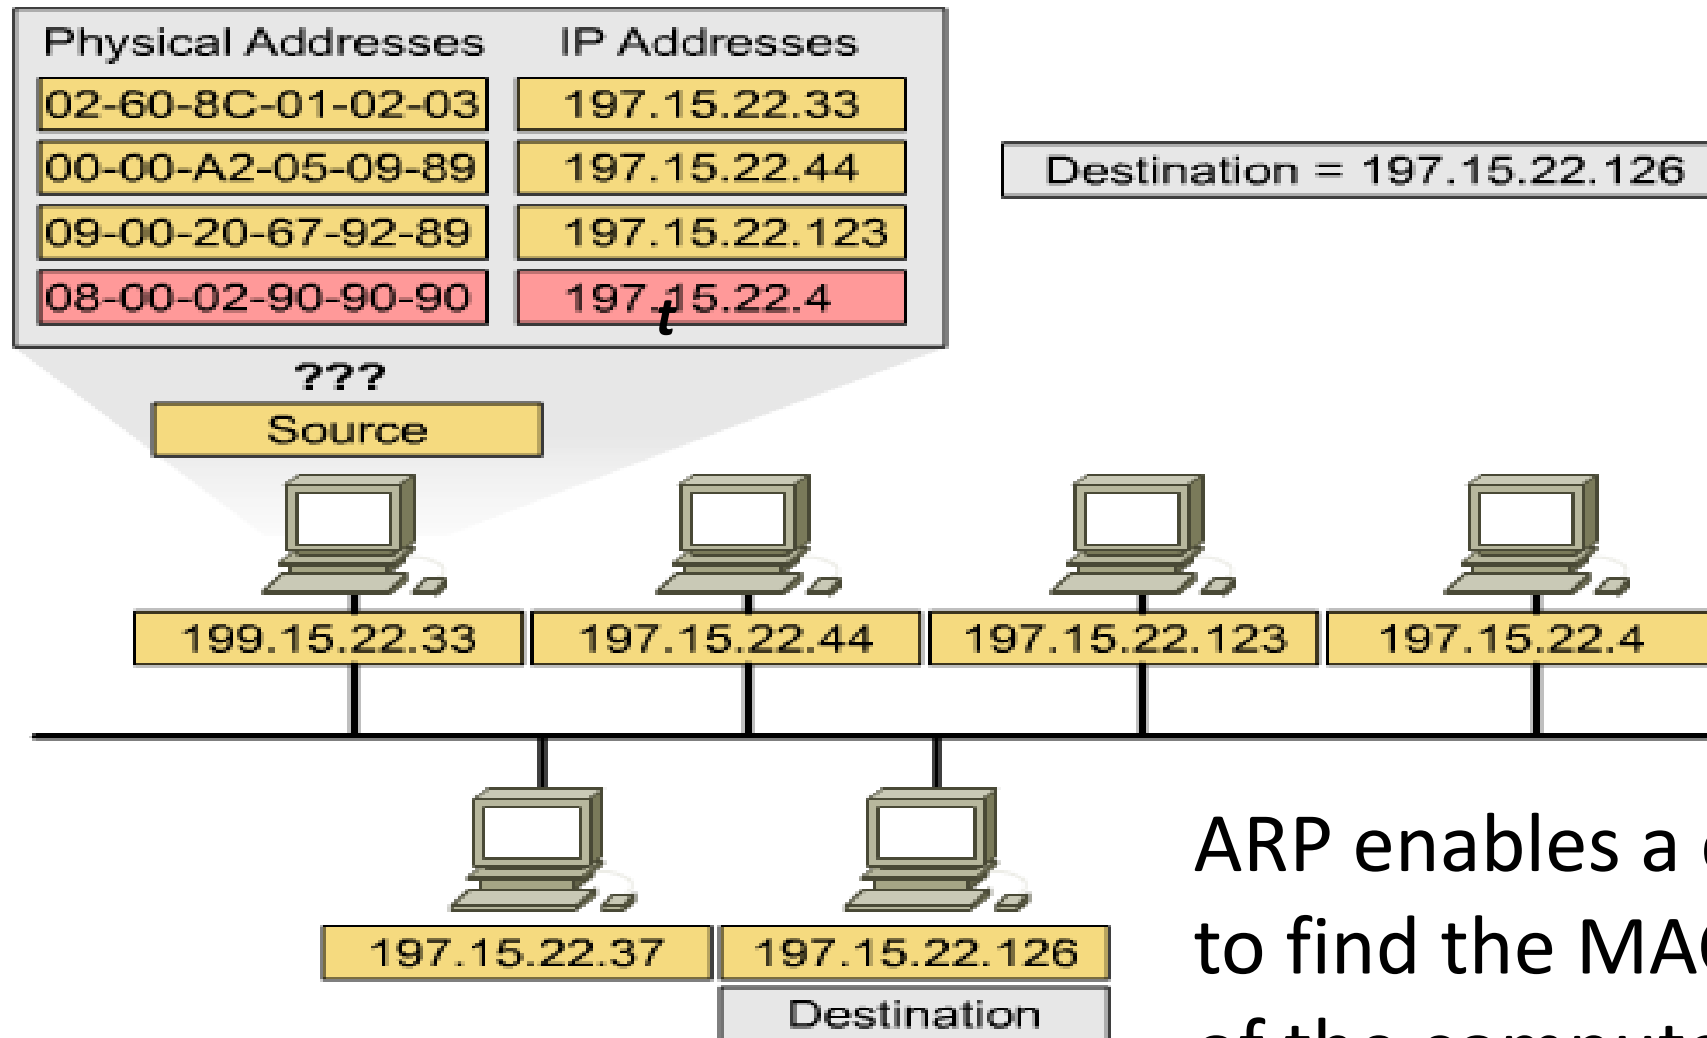 Physical Addresses IP Addresses
02-60-8C-01-02-03 197.15.22.33
00-00-A2-05-09-89 197.15.22.44
09-00-20-67-92-89 197.15.22.123
08-00-02-90-90-90 197.15.22.4
t
Destination = 197.15.22.126
???
Source
199.15.22.33 197.15.22.44 197.15.22.123 197.15.22.4
197.15.22.37 197.15.22.126
Destination
ARP enables a
to find the MAC
of the compute